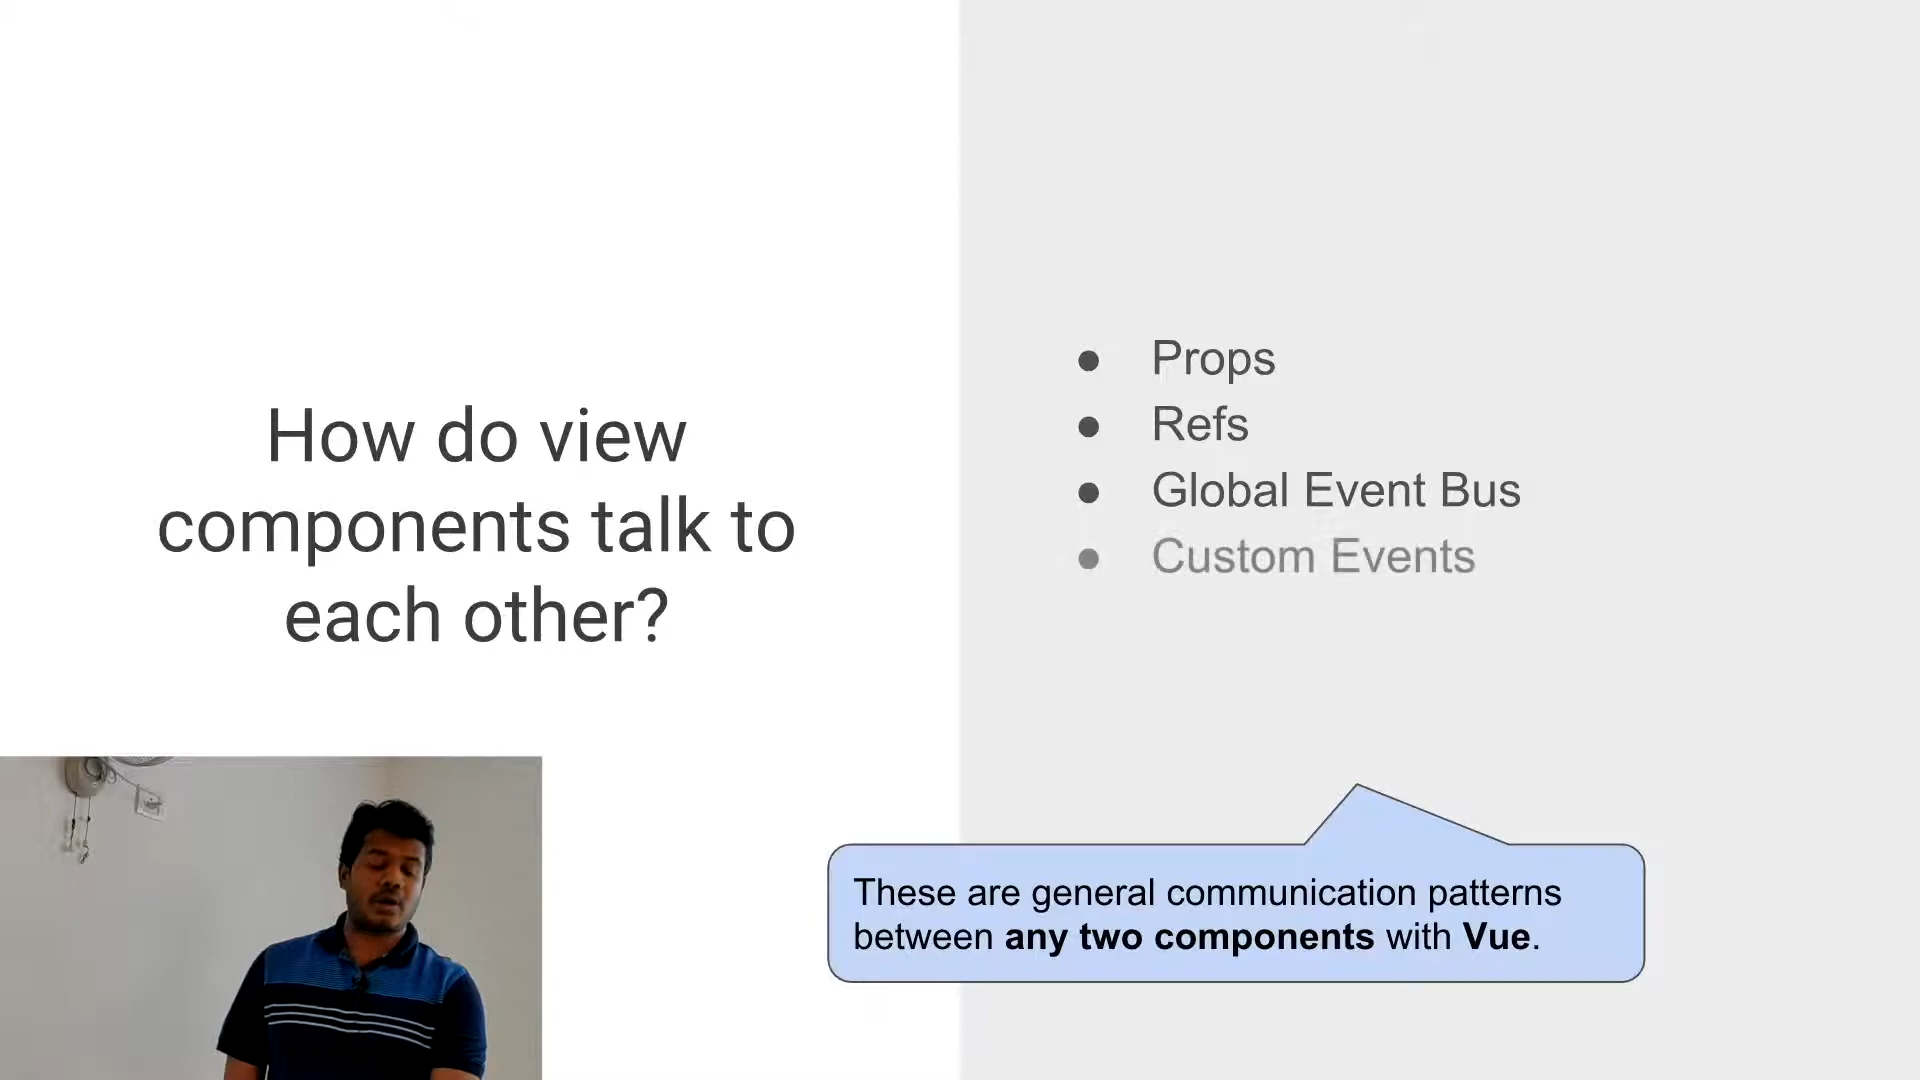 How do view
components talk to
each other?
● Props
● Refs
● Global Event Bus
● Custom Events
These are general communication patterns
between any two components with Vue.